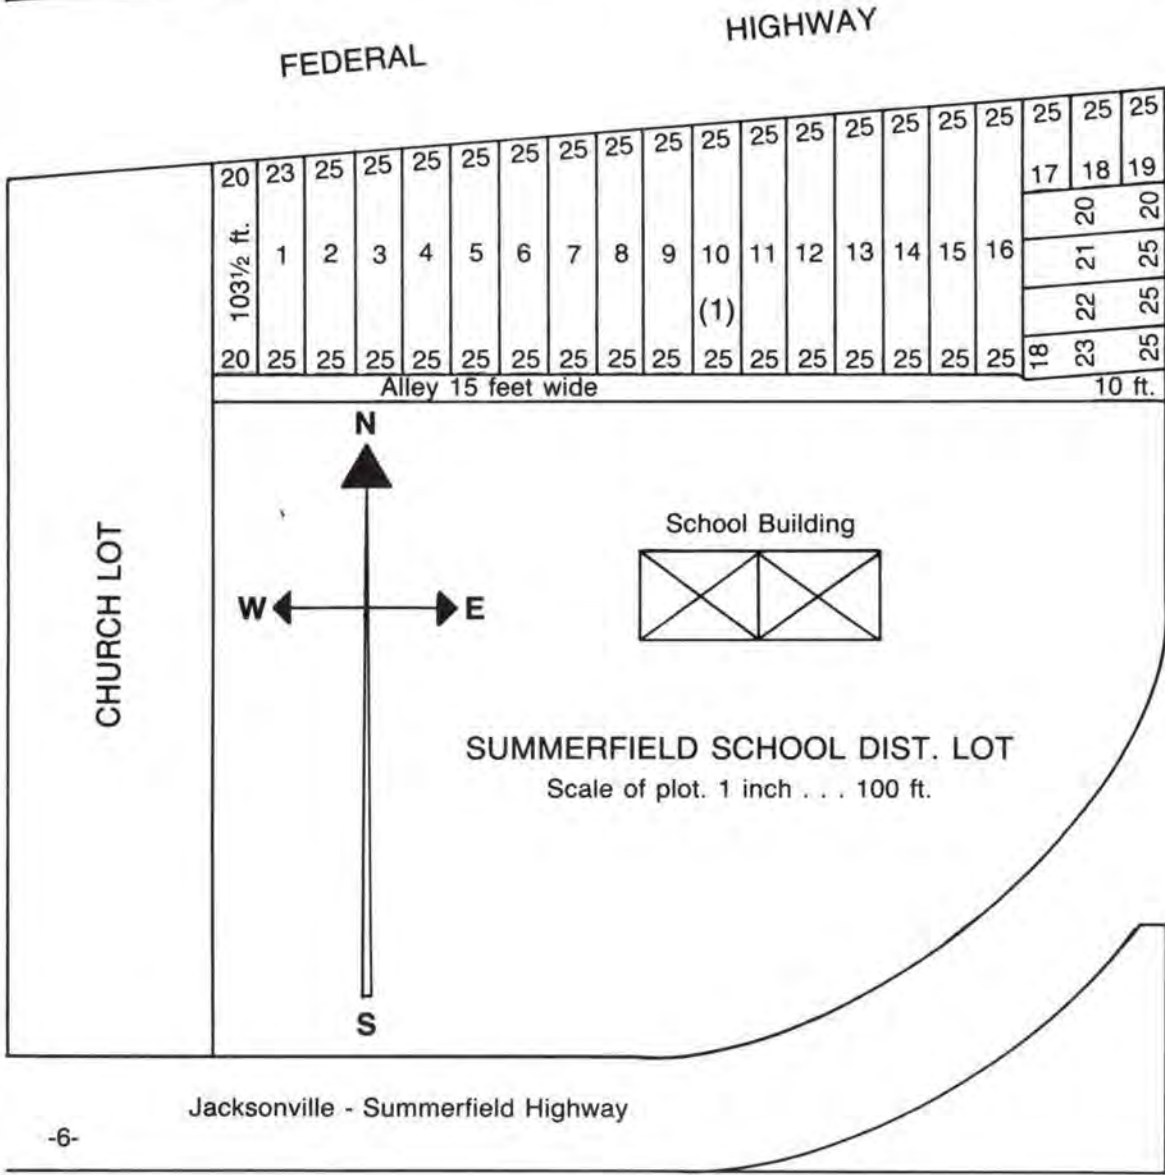 FEDERAL HIGHWAY
20 23 25 25 25 25 25 25 25 25 25 25 25 25 25 25 25 25 25 25
17 18 19
20 20
103½ ft. 1 2 3 4 5 6 7 8 9 10 11 12 13 14 15 16 21 25
(1) 22 25
20 25 25 25 25 25 25 25 25 25 25 25 25 25 25 25 25 18 23 25
Alley 15 feet wide 10 ft.
N
School Building
W E
CHURCH LOT
SUMMERFIELD SCHOOL DIST. LOT
Scale of plot. 1 inch . . . 100 ft.
S
Jacksonville - Summerfield Highway
-6-